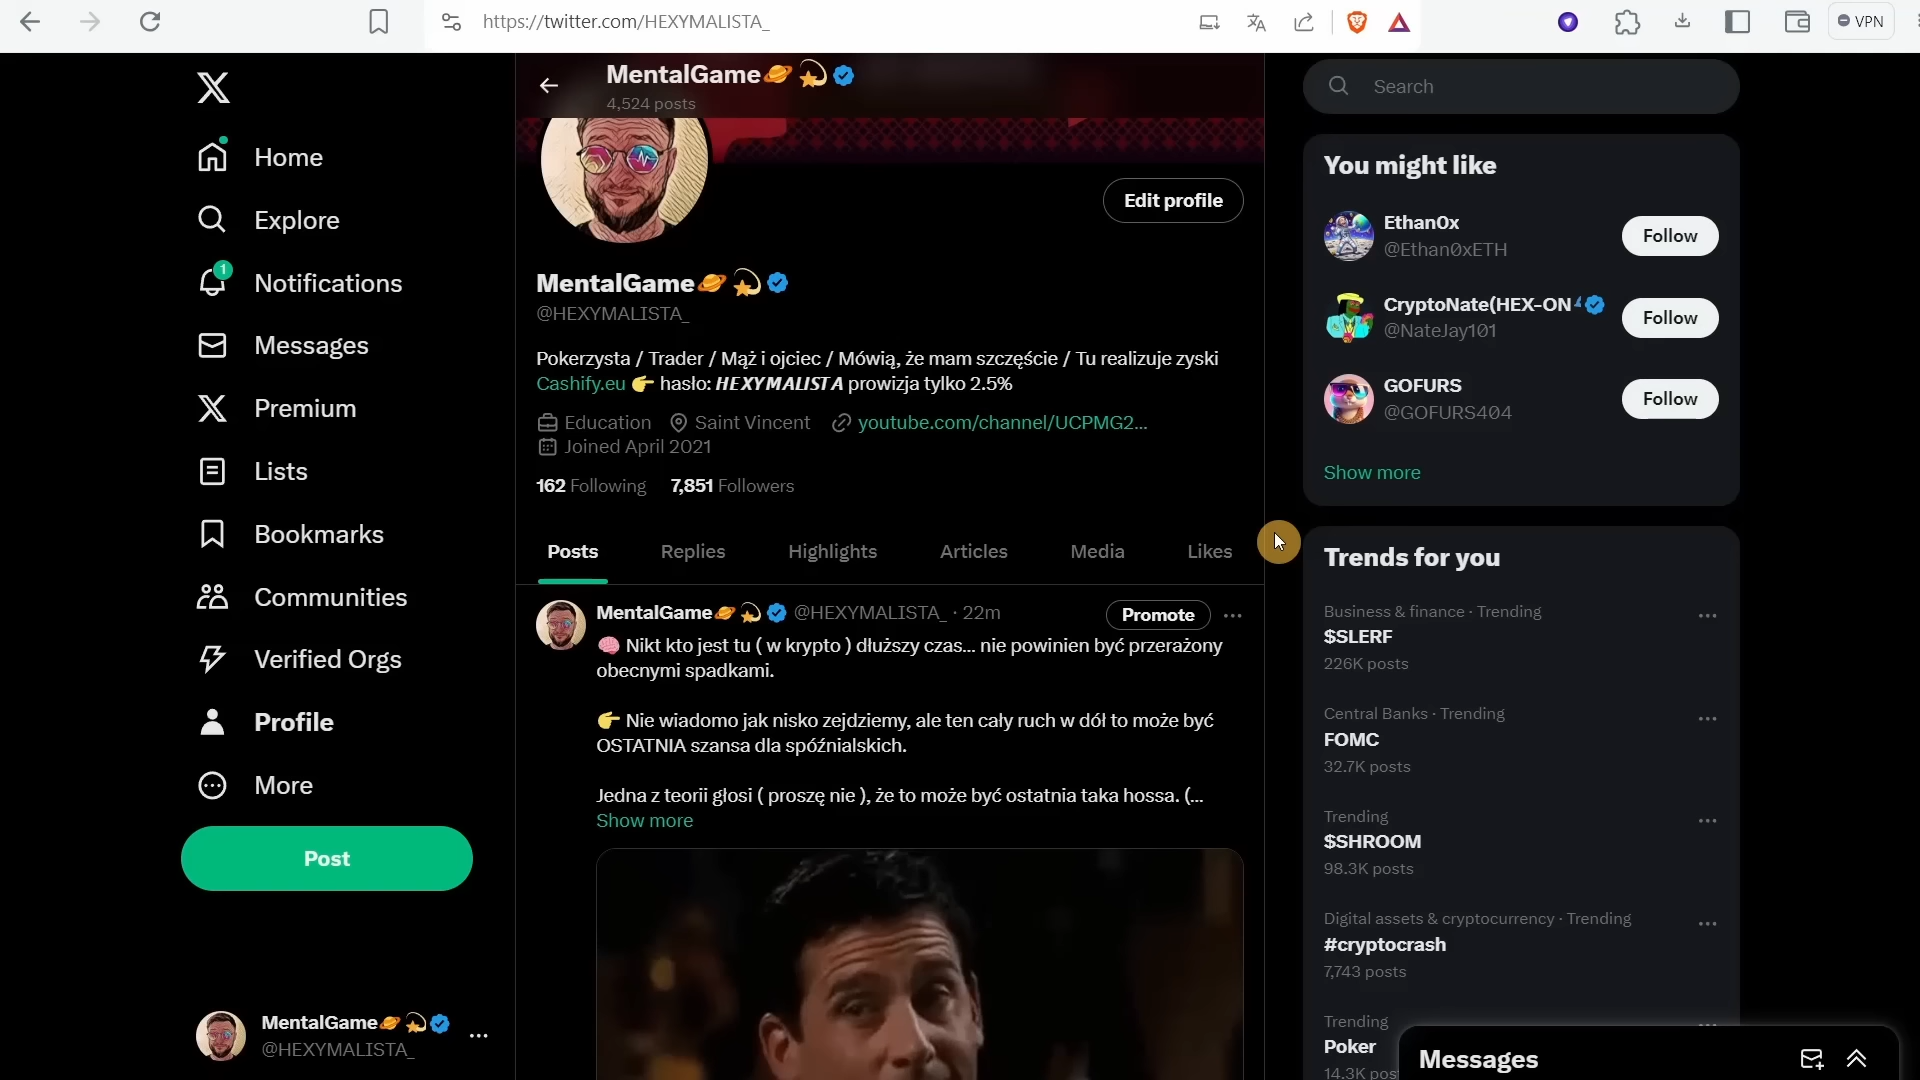 https://twitter.com/HEXYMALISTA_
VPN
MentalGame
4,524 posts
Search
Home
Explore
1
Notifications
Messages
Premium
Lists
Bookmarks
Communities
Verified Orgs
Profile
More
Post
MentalGame
@HEXYMALISTA_
Edit profile
MentalGame
@HEXYMALISTA_
Pokerzysta / Trader / Mąż i ojciec / Mówią, że mam szczęście / Tu realizuje zyski
Cashify.eu 👉 hasło: HEXYMALISTA prowizja tylko 2.5%
Education Saint Vincent youtube.com/channel/UCPMG2...
Joined April 2021
162 Following 7,851 Followers
Posts Replies Highlights Articles Media Likes
MentalGame @HEXYMALISTA_ · 22m
Promote
🧠 Nikt kto jest tu ( w krypto ) dłuższy czas... nie powinien być przerażony
obecnymi spadkami.
👉 Nie wiadomo jak nisko zejdziemy, ale ten cały ruch w dół to może być
OSTATNIA szansa dla spóźnialskich.
Jedna z teorii głosi ( proszę nie ), że to może być ostatnia taka hossa. (...
Show more
You might like
Ethan0x
@Ethan0xETH
Follow
CryptoNate(HEX-ON
@NateJay101
Follow
GOFURS
@GOFURS404
Follow
Show more
Trends for you
Business & finance · Trending
$SLERF
226K posts
Central Banks · Trending
FOMC
32.7K posts
Trending
$SHROOM
98.3K posts
Digital assets & cryptocurrency · Trending
#cryptocrash
7,743 posts
Trending
Poker
14.3K pos
Messages